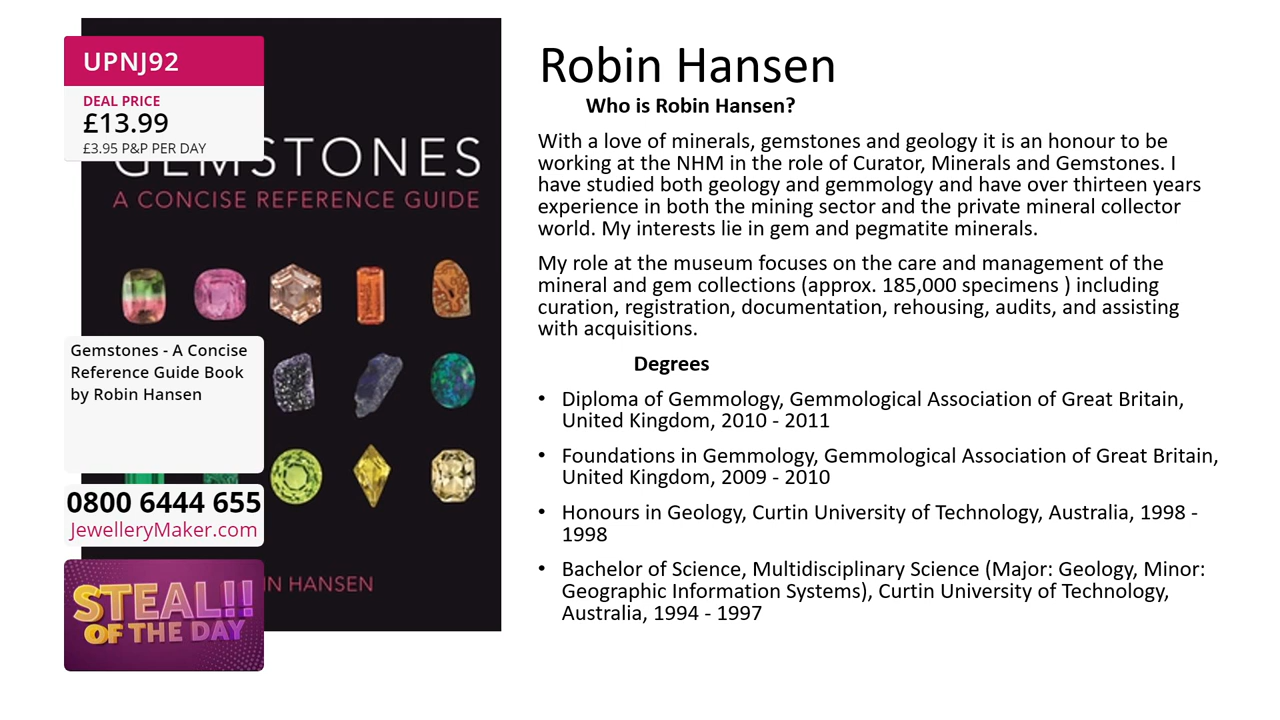 UPNJ92
DEAL PRICE
£13.99
£3.95 P&P PER DAY
GEMSTONES
A CONCISE REFERENCE GUIDE
Gemstones - A Concise
Reference Guide Book
by Robin Hansen
0800 6444 655
JewelleryMaker.com
STEAL!!
OF THE DAY
IN HANSEN
Robin Hansen
Who is Robin Hansen?
With a love of minerals, gemstones and geology it is an honour to be
working at the NHM in the role of Curator, Minerals and Gemstones. I
have studied both geology and gemmology and have over thirteen years
experience in both the mining sector and the private mineral collector
world. My interests lie in gem and pegmatite minerals.
My role at the museum focuses on the care and management of the
mineral and gem collections (approx. 185,000 specimens ) including
curation, registration, documentation, rehousing, audits, and assisting
with acquisitions.
Degrees
• Diploma of Gemmology, Gemmological Association of Great Britain,
United Kingdom, 2010 - 2011
• Foundations in Gemmology, Gemmological Association of Great Britain,
United Kingdom, 2009 - 2010
• Honours in Geology, Curtin University of Technology, Australia, 1998 -
1998
• Bachelor of Science, Multidisciplinary Science (Major: Geology, Minor:
Geographic Information Systems), Curtin University of Technology,
Australia, 1994 - 1997